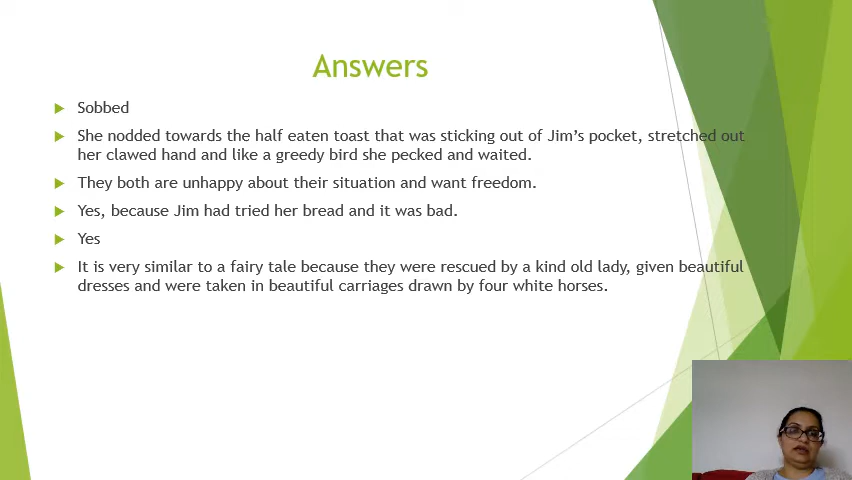 Answers
Sobbed
She nodded towards the half eaten toast that was sticking out of Jim's pocket, stretched out
her clawed hand and like a greedy bird she pecked and waited.
They both are unhappy about their situation and want freedom.
Yes, because Jim had tried her bread and it was bad.
Yes
It is very similar to a fairy tale because they were rescued by a kind old lady, given beautiful
dresses and were taken in beautiful carriages drawn by four white horses.